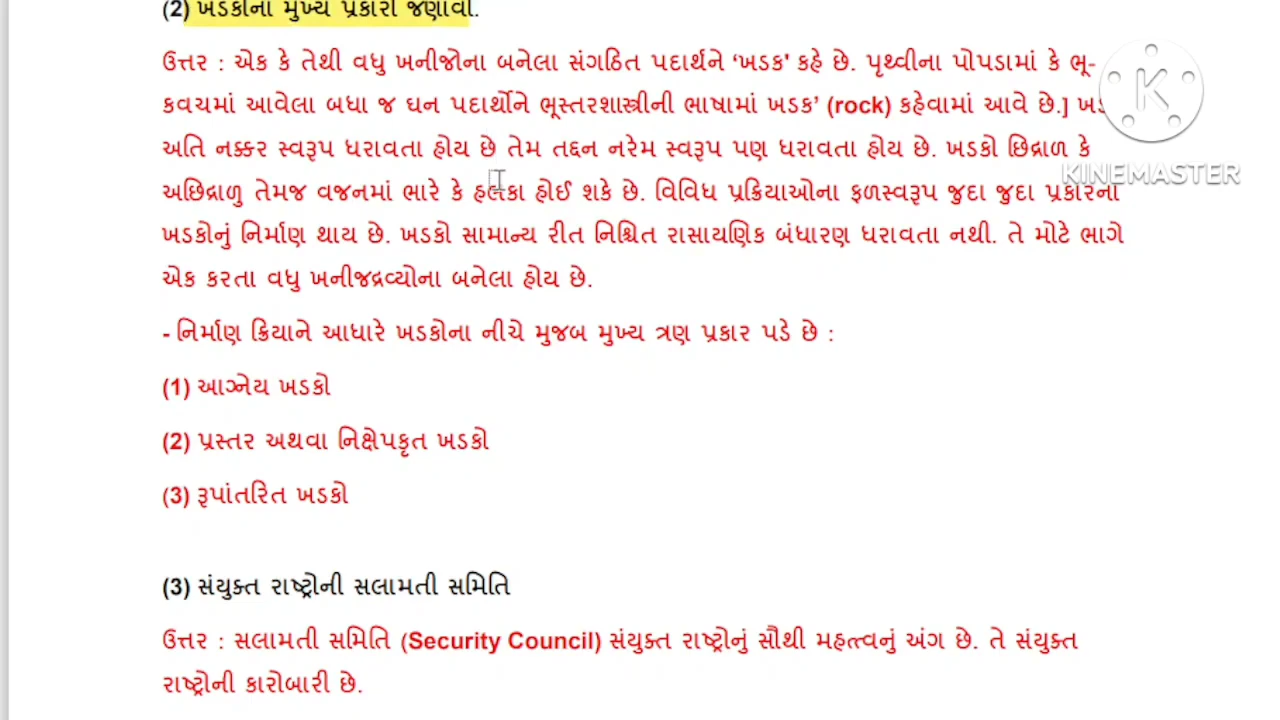 (2) ખડકોના મુખ્ય પ્રકારો જણાવો.
ઉત્તર : એક કે તેથી વધુ ખનીજોના બનેલા સંગઠિત પદાર્થને ‘ખડક' કહે છે. પૃથ્વીના પોપડામાં કે ભૂ-
કવચમાં આવેલા બધા જ ઘન પદાર્થોને ભૂસ્તરશાસ્ત્રીની ભાષામાં ખડક’ (rock) કહેવામાં આવે છે.]
અતિ નક્કર સ્વરૂપ ધરાવતા હોય છે તેમ તદ્દન નરેમ સ્વરૂપ પણ ધરાવતા હોય છે. ખડકો છિદ્રાળ કે
અછિદ્રાળુ તેમજ વજનમાં ભારે કે હલકા હોઈ શકે છે. વિવિધ પ્રક્રિયાઓના ફળસ્વરૂપ જુદા જુદા પ્રકારના
ખડકોનું નિર્માણ થાય છે. ખડકો સામાન્ય રીત નિશ્ચિત રાસાયણિક બંધારણ ધરાવતા નથી. તે મોટે ભાગે
એક કરતા વધુ ખનીજદ્રવ્યોના બનેલા હોય છે.
- નિર્માણ ક્રિયાને આધારે ખડકોના નીચે મુજબ મુખ્ય ત્રણ પ્રકાર પડે છે :
(1) આગ્નેય ખડકો
(2) પ્રસ્તર અથવા નિક્ષેપકૃત ખડકો
(3) રૂપાંતરિત ખડકો
(3) સંયુક્ત રાષ્ટ્રોની સલામતી સમિતિ
ઉત્તર : સલામતી સમિતિ (Security Council) સંયુક્ત રાષ્ટ્રોનું સૌથી મહત્ત્વનું અંગ છે. તે સંયુક્ત
રાષ્ટ્રોની કારોબારી છે.
K
KINEMASTER